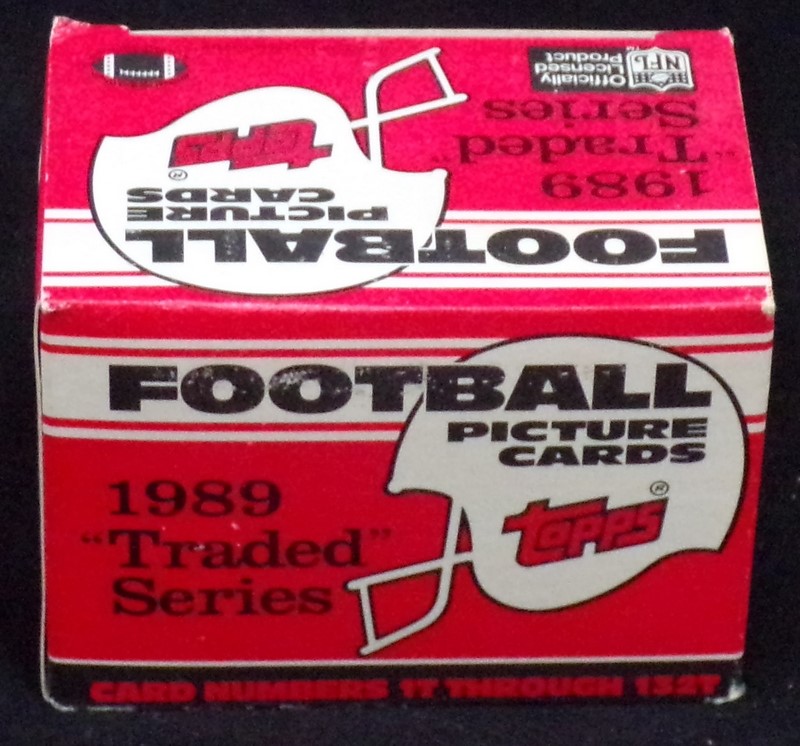 Officially
Licensed
Product
NFL
TM
1989
"Traded"
Series
Topps
®
PICTURE
CARDS
FOOTBALL
FOOTBALL
PICTURE
CARDS
1989
"Traded"
Series
Topps
®
CARD NUMBERS 1T THROUGH 132T